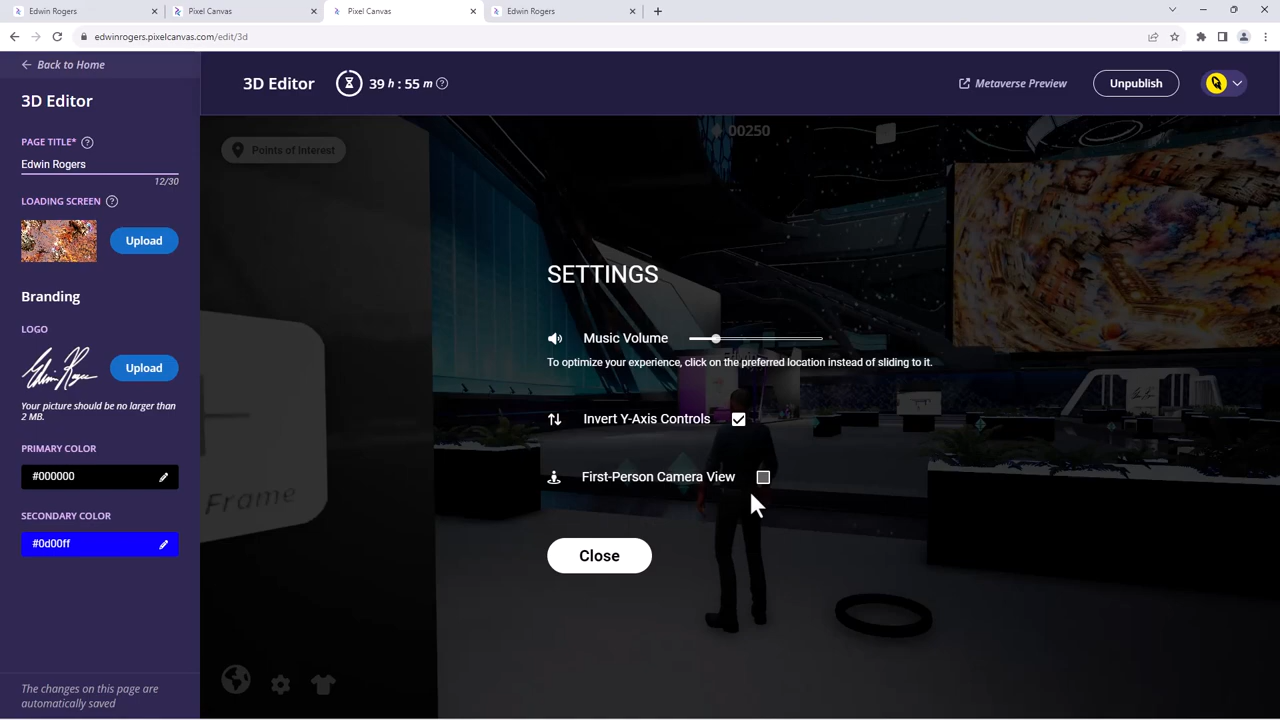 Edwin Rogers
Pixel Canvas
Pixel Canvas
Edwin Rogers
edwinrogers.pixelcanvas.com/edit/3d
Back to Home
3D Editor
39 h : 55 m
Metaverse Preview
Unpublish
3D Editor
PAGE TITLE*
Edwin Rogers
12/30
LOADING SCREEN
Upload
Branding
LOGO
Edwin Rogers
Upload
Your picture should be no larger than
2 MB.
PRIMARY COLOR
#000000
SECONDARY COLOR
#0d00ff
The changes on this page are
automatically saved
Points of Interest
00250
SETTINGS
Music Volume
To optimize your experience, click on the preferred location instead of sliding to it.
Invert Y-Axis Controls
First-Person Camera View
Close
Frame